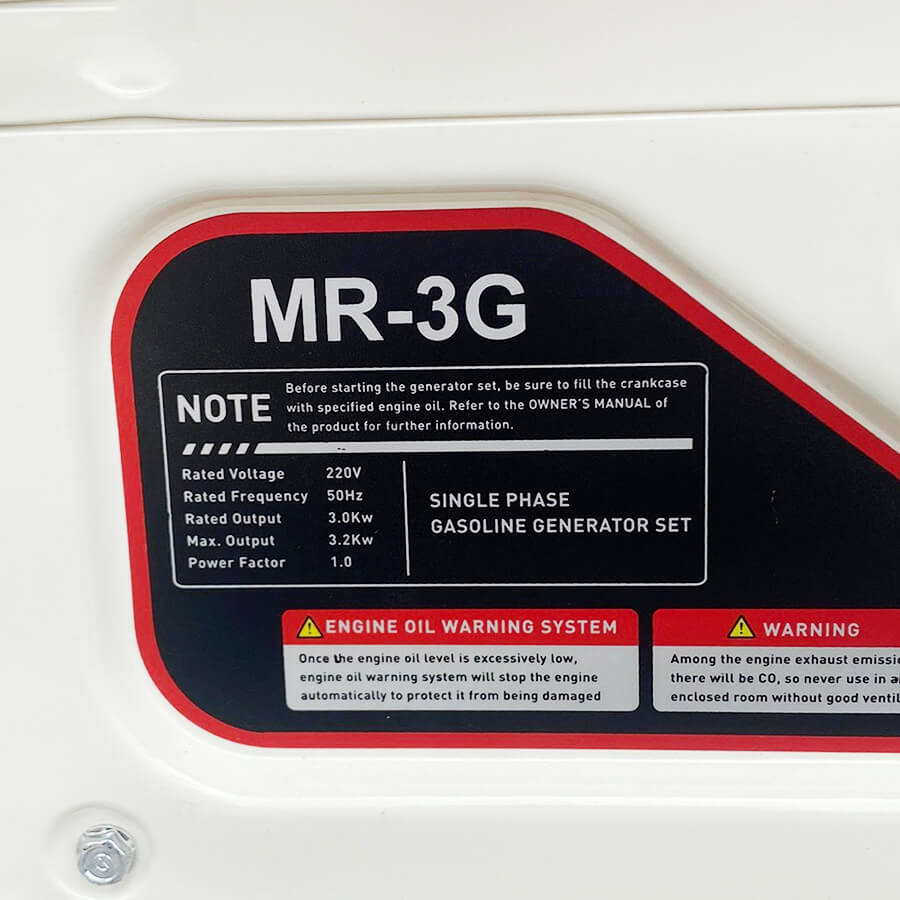 MR-3G
NOTE
Before starting the generator set, be sure to fill the crankcase
with specified engine oil. Refer to the OWNER'S MANUAL of
the product for further information.
Rated Voltage 220V
Rated Frequency 50Hz
Rated Output 3.0Kw
Max. Output 3.2Kw
Power Factor 1.0
SINGLE PHASE
GASOLINE GENERATOR SET
ENGINE OIL WARNING SYSTEM
Once the engine oil level is excessively low,
engine oil warning system will stop the engine
automatically to protect it from being damaged
WARNING
Among the engine exhaust
there will be CO, so never use in
enclosed room without good